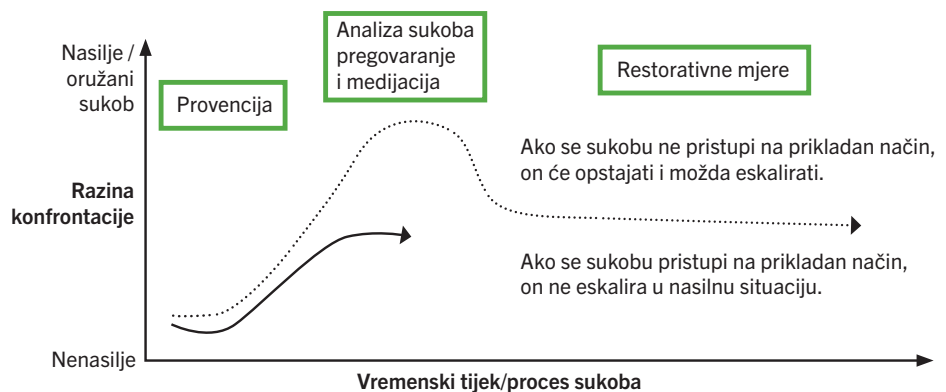 Nasilje /
oružani
sukob
Provencija
Analiza sukoba
pregovaranje
i medijacija
Restorativne mjere
Razina
konfrontacije
Ako se sukobu ne pristupi na prikladan način,
on će opstajati i možda eskalirati.
Ako se sukobu pristupi na prikladan način,
on ne eskalira u nasilnu situaciju.
Nenasilje
Vremenski tijek/proces sukoba